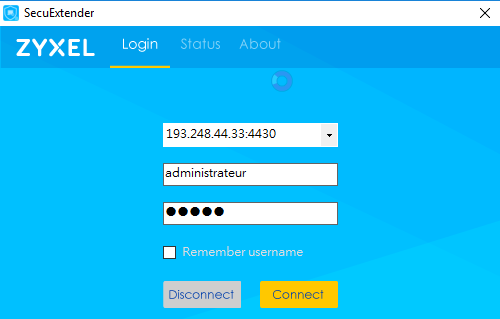 SecuExtender
ZYXEL Login Status About
193.248.44.33:4430
administrateur
●●●●●
Remember username
Disconnect Connect